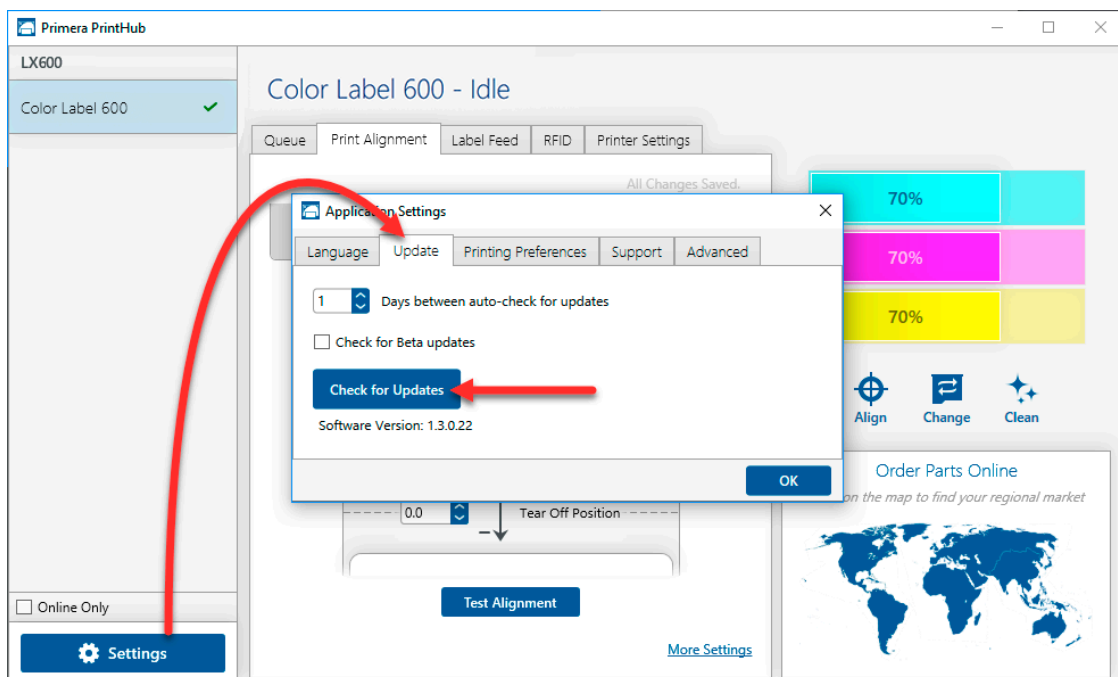 Primera PrintHub
LX600
Color Label 600
Color Label 600 - Idle
Queue
Print Alignment
Label Feed
RFID
Printer Settings
All Changes Saved.
70%
70%
70%
Align
Change
Clean
Order Parts Online
on the map to find your regional market
Application Settings
Language
Update
Printing Preferences
Support
Advanced
1
Days between auto-check for updates
Check for Beta updates
Check for Updates
Software Version: 1.3.0.22
OK
0.0
Tear Off Position
Test Alignment
More Settings
Online Only
Settings